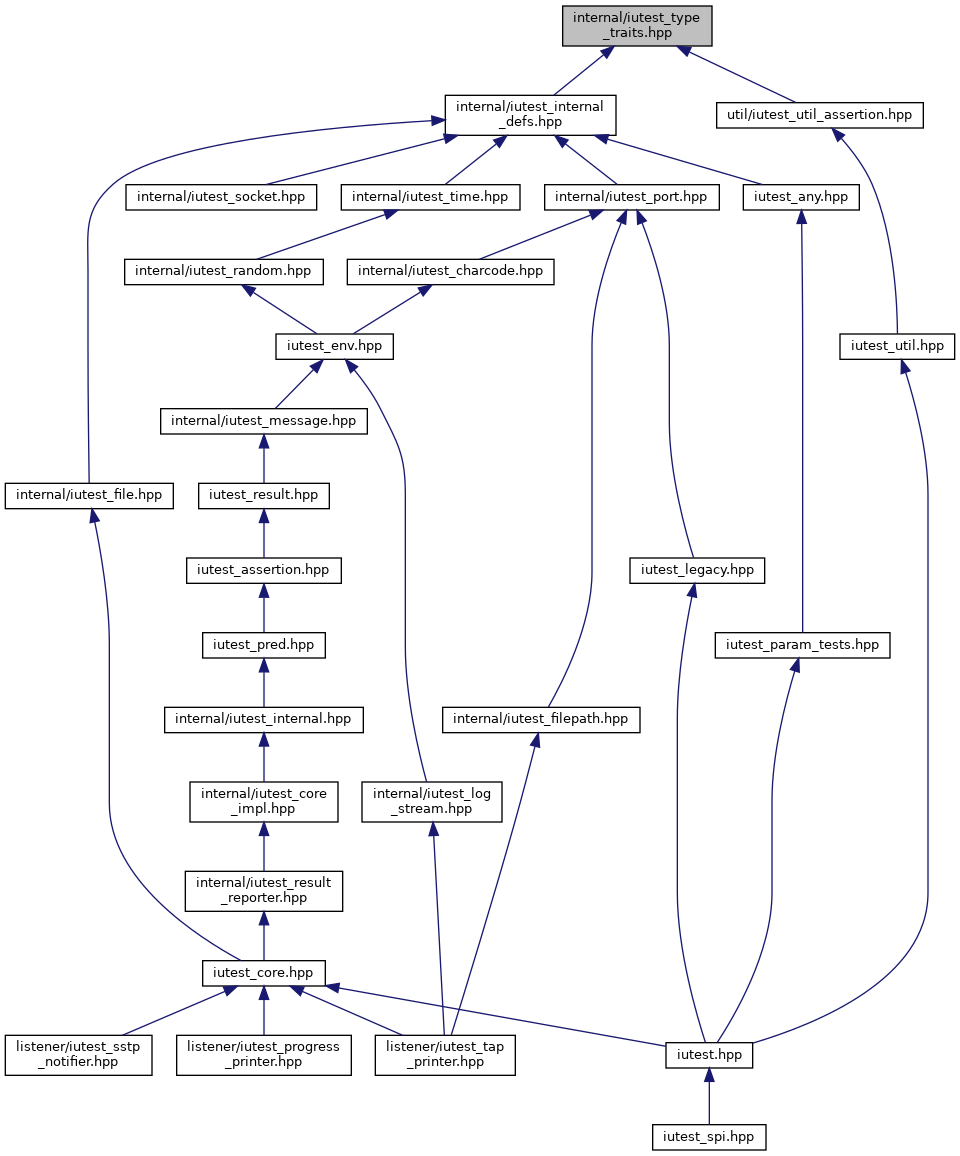 internal/iutest_type
_traits.hpp
internal/iutest_internal
_defs.hpp
util/iutest_util_assertion.hpp
internal/iutest_socket.hpp
internal/iutest_time.hpp
internal/iutest_port.hpp
iutest_any.hpp
internal/iutest_random.hpp
internal/iutest_charcode.hpp
iutest_env.hpp
iutest_util.hpp
internal/iutest_message.hpp
internal/iutest_file.hpp
iutest_result.hpp
iutest_assertion.hpp
iutest_legacy.hpp
iutest_pred.hpp
iutest_param_tests.hpp
internal/iutest_internal.hpp
internal/iutest_filepath.hpp
internal/iutest_core
_impl.hpp
internal/iutest_log
_stream.hpp
internal/iutest_result
_reporter.hpp
iutest_core.hpp
listener/iutest_sstp
_notifier.hpp
listener/iutest_progress
_printer.hpp
listener/iutest_tap
_printer.hpp
iutest.hpp
iutest_spi.hpp